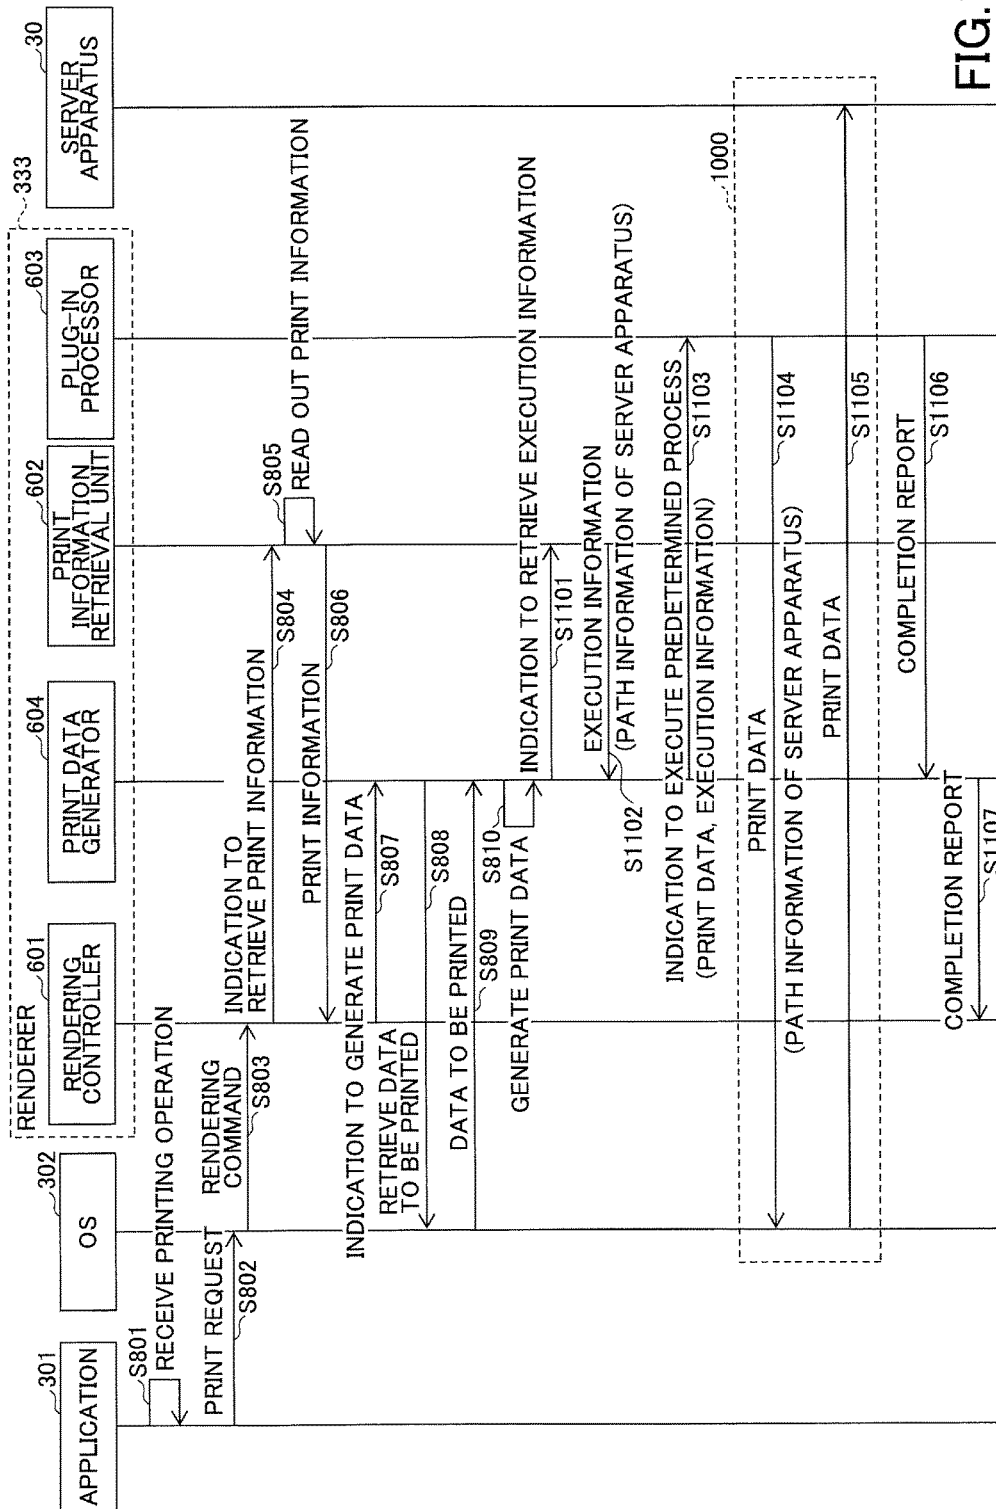 FIG.
301
APPLICATION
302
OS
RENDERER
333
601
RENDERING
CONTROLLER
604
PRINT DATA
GENERATOR
602
PRINT
INFORMATION
RETRIEVAL UNIT
603
PLUG-IN
PROCESSOR
30
SERVER
APPARATUS
S801
RECEIVE PRINTING OPERATION
PRINT REQUEST
S802
RENDERING
COMMAND
S803
INDICATION TO
RETRIEVE PRINT INFORMATION
S804
S805
READ OUT PRINT INFORMATION
PRINT INFORMATION
S806
INDICATION TO GENERATE PRINT DATA
S807
RETRIEVE DATA
TO BE PRINTED
S808
DATA TO BE PRINTED
S809
S810
GENERATE PRINT DATA
INDICATION TO RETRIEVE EXECUTION INFORMATION
S1101
EXECUTION INFORMATION
(PATH INFORMATION OF SERVER APPARATUS)
S1102
INDICATION TO EXECUTE PREDETERMINED PROCESS
(PRINT DATA, EXECUTION INFORMATION)
S1103
1000
PRINT DATA
(PATH INFORMATION OF SERVER APPARATUS)
S1104
PRINT DATA
S1105
COMPLETION REPORT
S1106
COMPLETION REPORT
S1107